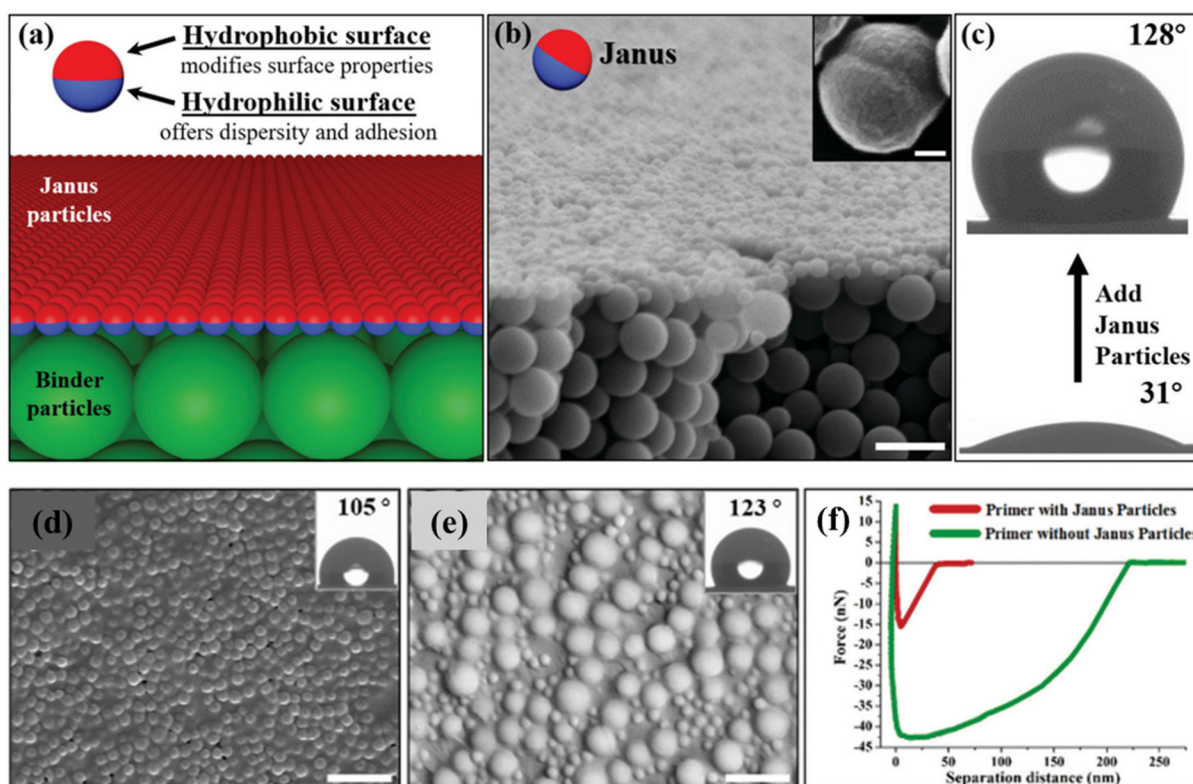 (a)
Hydrophobic surface
modifies surface properties
Hydrophilic surface
offers dispersity and adhesion
Janus
particles
Binder
particles
(b)
Janus
(c)
128°
Add
Janus
Particles
31°
(d)
105 °
(e)
123 °
(f)
15
10
5
0
-5
-10
-15
-20
-25
-30
-35
-40
-45
Force (nN)
Primer with Janus Particles
Primer without Janus Particles
0
50
100
150
200
250
Separation distance (nm)